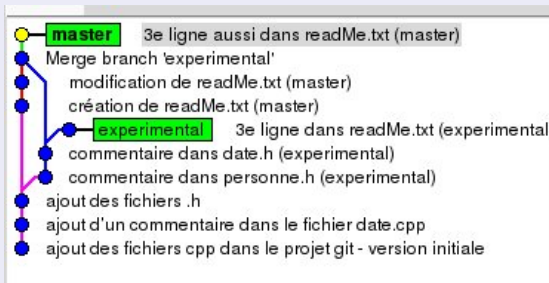 master 3e ligne aussi dans readMe.txt (master)
Merge branch 'experimental'
modification de readMe.txt (master)
création de readMe.txt (master)
experimental 3e ligne dans readMe.txt (experimental
commentaire dans date.h (experimental)
commentaire dans personne.h (experimental)
ajout des fichiers .h
ajout d'un commentaire dans le fichier date.cpp
ajout des fichiers cpp dans le projet git - version initiale